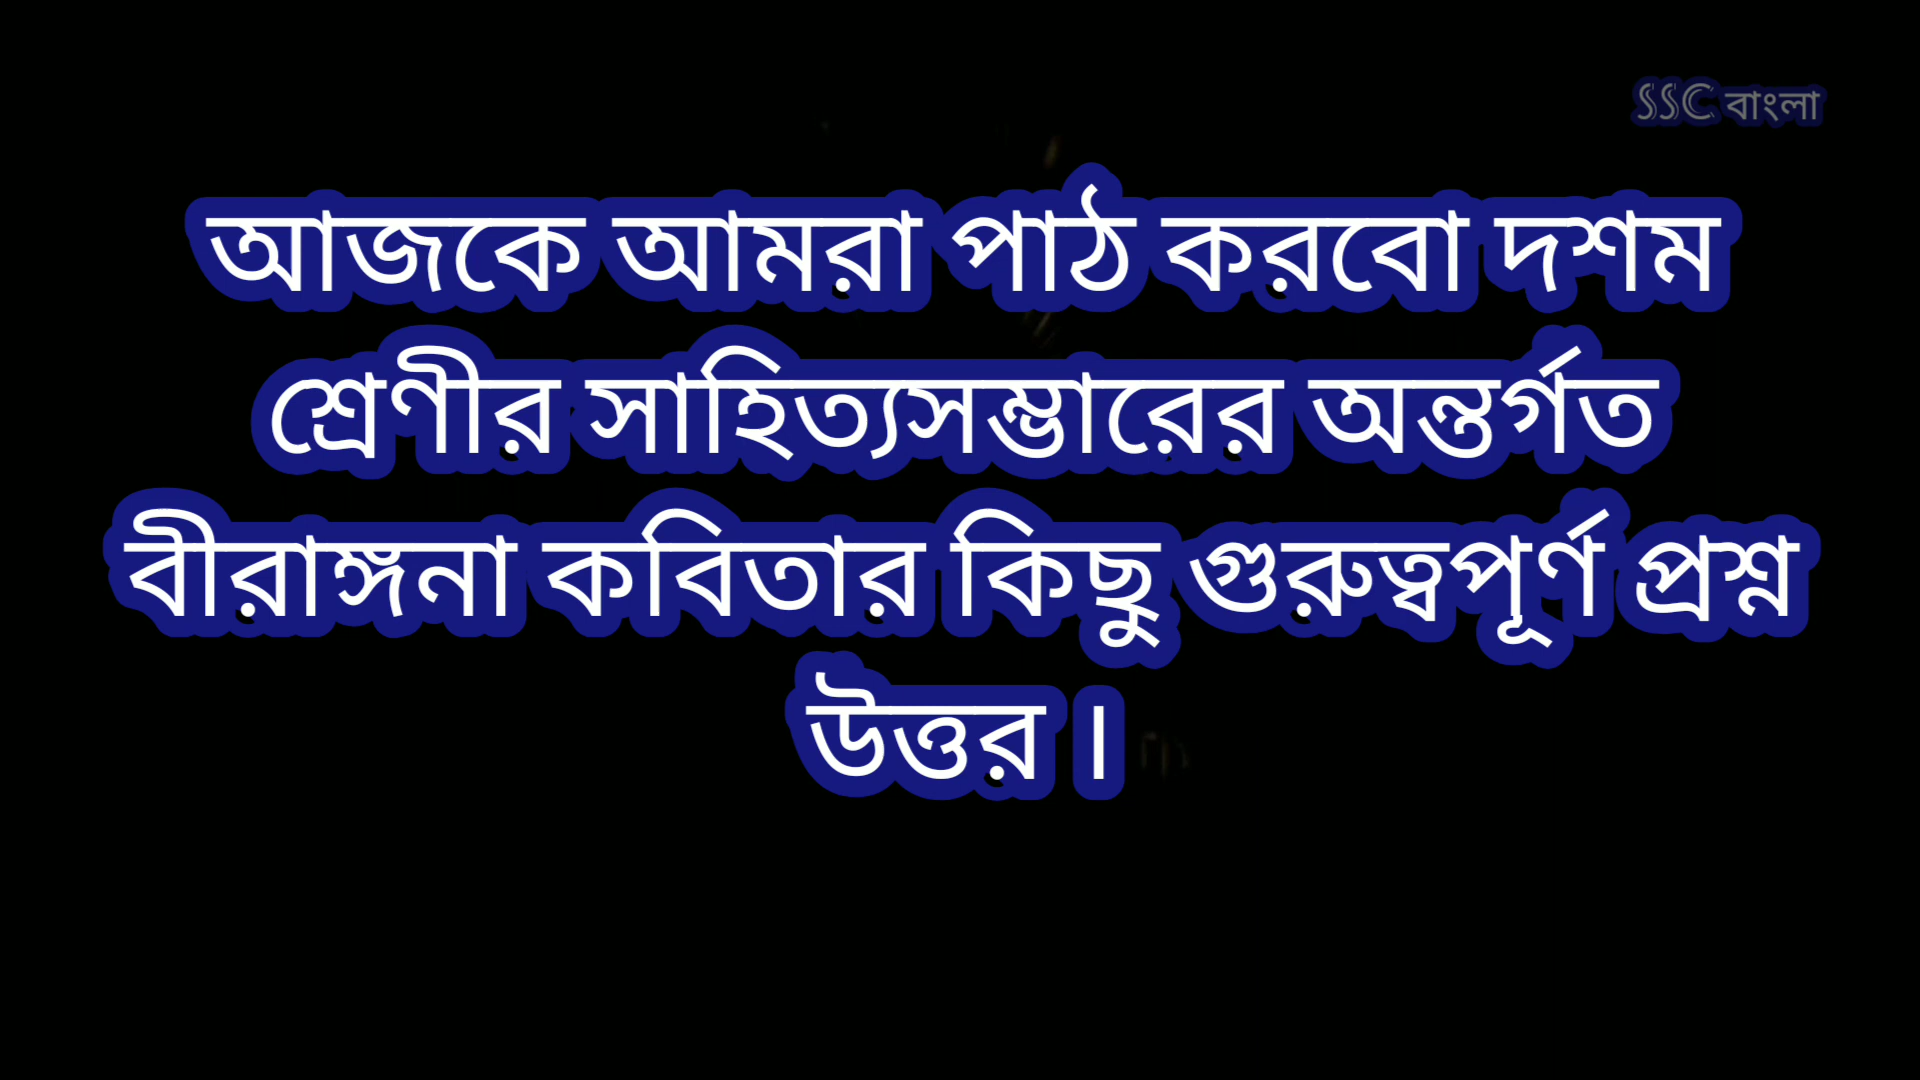 SSC বাংলা
আজকে আমরা পাঠ করবো দশম
শ্রেণীর সাহিত্যসম্ভারের অন্তর্গত
বীরাঙ্গনা কবিতার কিছু গুরুত্বপূর্ণ প্রশ্ন
উত্তর ।